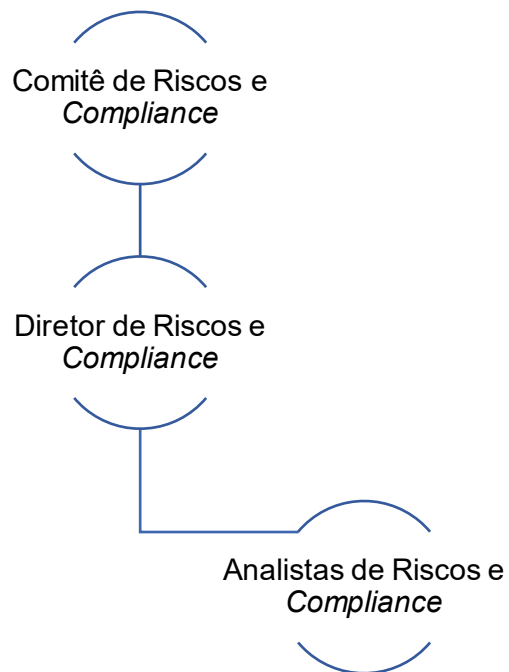 Comitê de Riscos e
Compliance
Diretor de Riscos e
Compliance
Analistas de Riscos e
Compliance